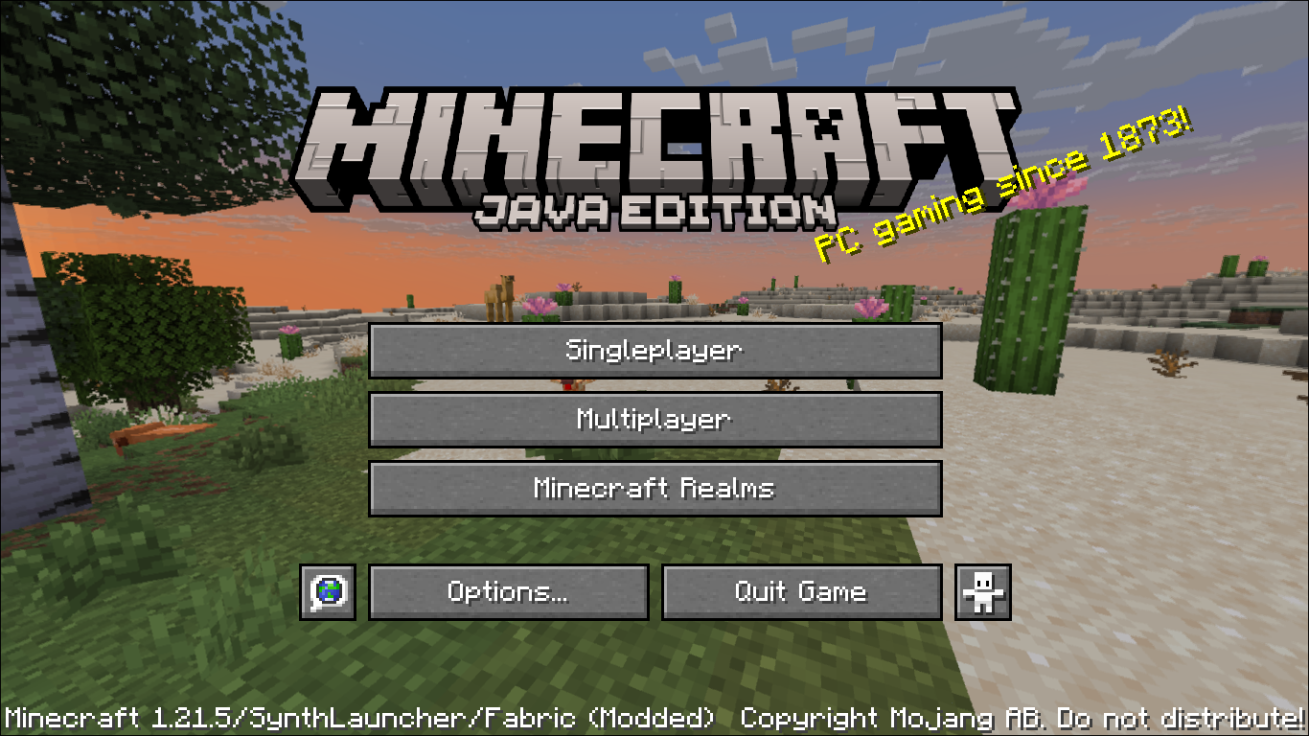 MINECRAFT
JAVA EDITION
PC gaming since 1873!
Singleplayer
Multiplayer
Minecraft Realms
Options...
Quit Game
Minecraft 1.21.5/SynthLauncher/Fabric (Modded)
Copyright Mojang AB. Do not distribute!